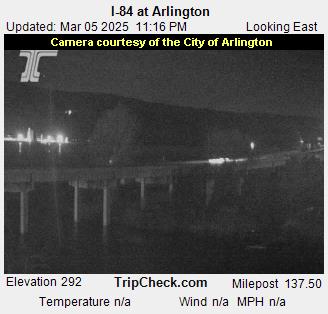 I-84 at Arlington
Updated: Mar 05 2025 11:16 PM Looking East
Camera courtesy of the City of Arlington
Elevation 292 TripCheck.com Milepost 137.50
Temperature n/a Wind n/a MPH n/a